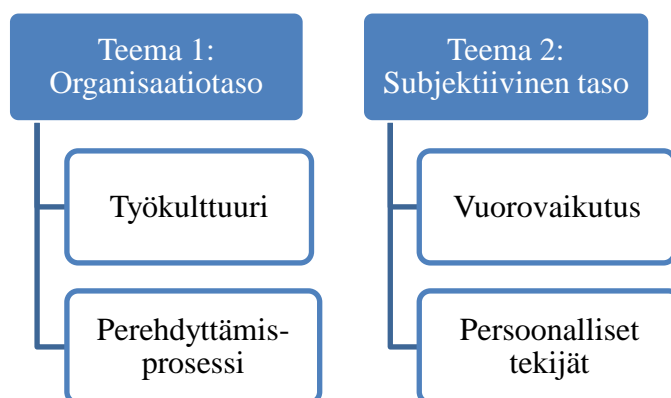 Teema 1:
Organisaatiotaso
Työkulttuuri
Perehdyttämis-
prosessi
Teema 2:
Subjektiivinen taso
Vuorovaikutus
Persoonalliset
tekijät